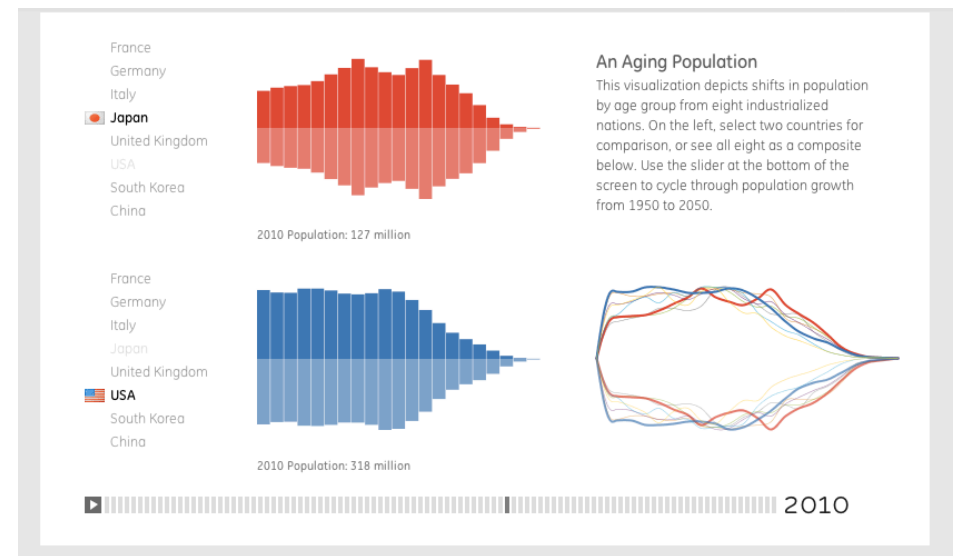 France
Germany
Italy
Japan
United Kingdom
USA
South Korea
China
2010 Population: 127 million
An Aging Population
This visualization depicts shifts in population
by age group from eight industrialized
nations. On the left, select two countries for
comparison, or see all eight as a composite
below. Use the slider at the bottom of the
screen to cycle through population growth
from 1950 to 2050.
France
Germany
Italy
Japan
United Kingdom
USA
South Korea
China
2010 Population: 318 million
2010